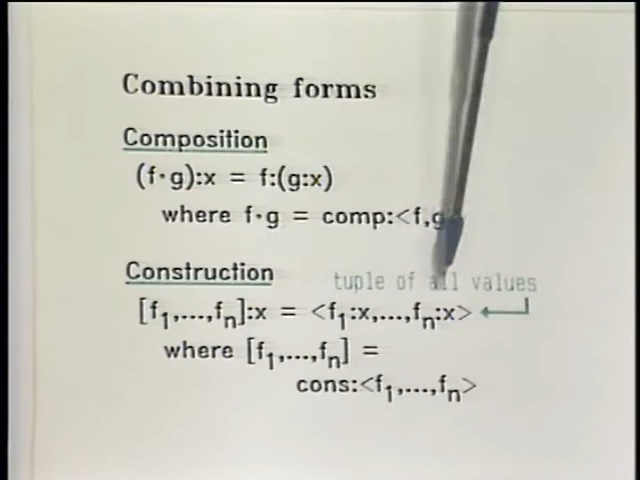 Combining forms
Composition
(f·g):x = f:(g:x)
where f·g = comp:<f,g
Construction
tuple of all values
[f1,...,fn]:x = <f1:x,...,fn:x>
where [f1,...,fn] =
cons:<f1,...,fn>